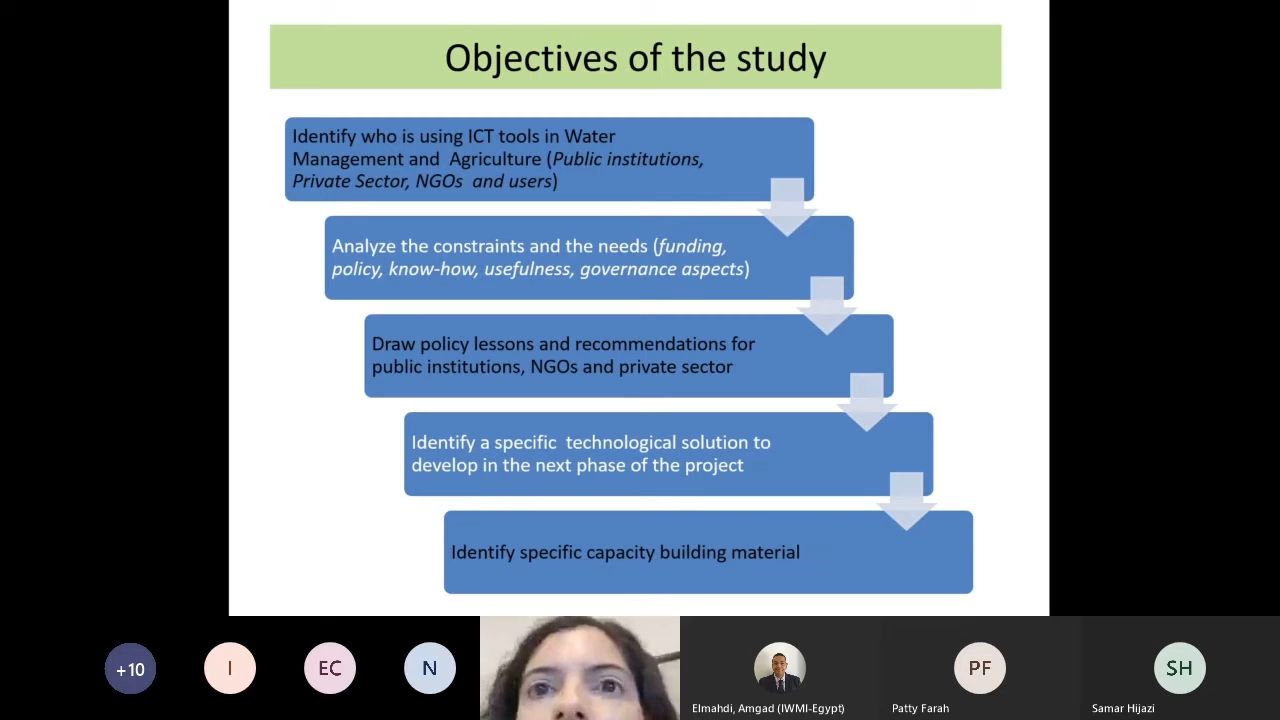 Objectives of the study
Identify who is using ICT tools in Water
Management and Agriculture (Public institutions,
Private Sector, NGOs and users)
Analyze the constraints and the needs (funding,
policy, know-how, usefulness, governance aspects)
Draw policy lessons and recommendations for
public institutions, NGOs and private sector
Identify a specific technological solution to
develop in the next phase of the project
Identify specific capacity building material
+10
I
EC
N
PF
SH
Elmahdi, Amgad (IWMI-Egypt)
Patty Farah
Samar Hijazi